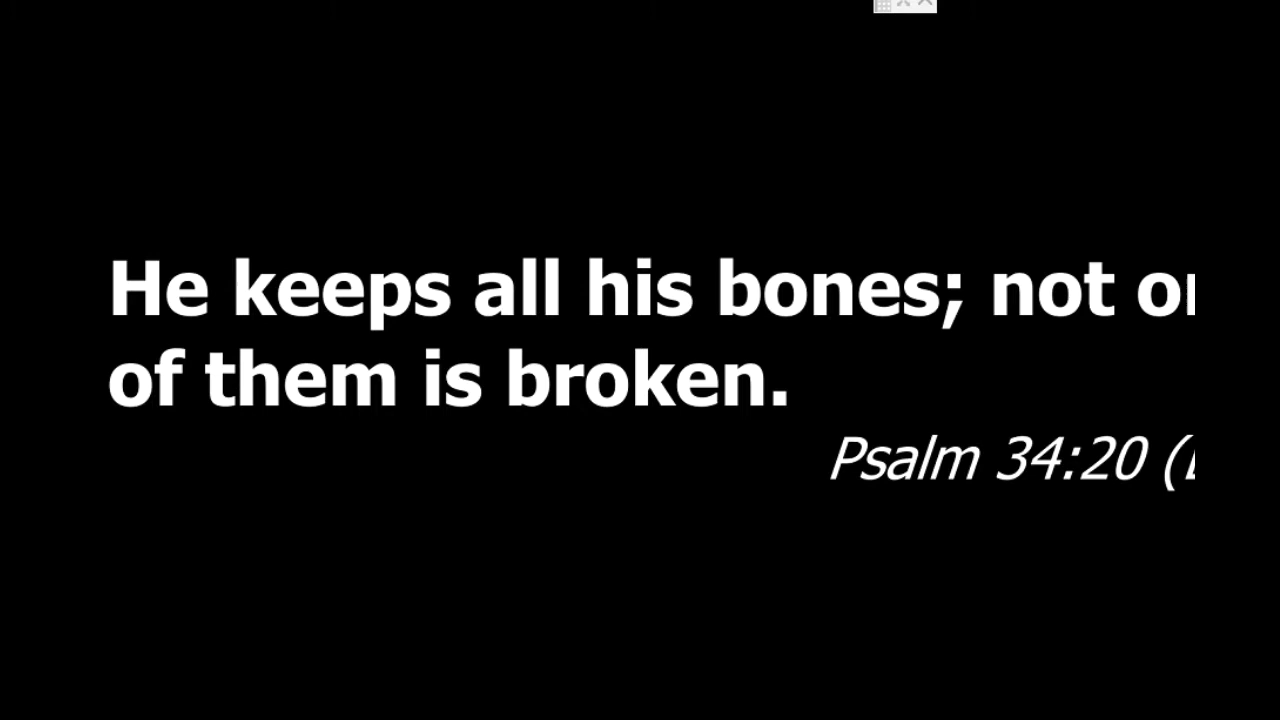 He keeps all his bones; not
of them is broken.
Psalm 34:20